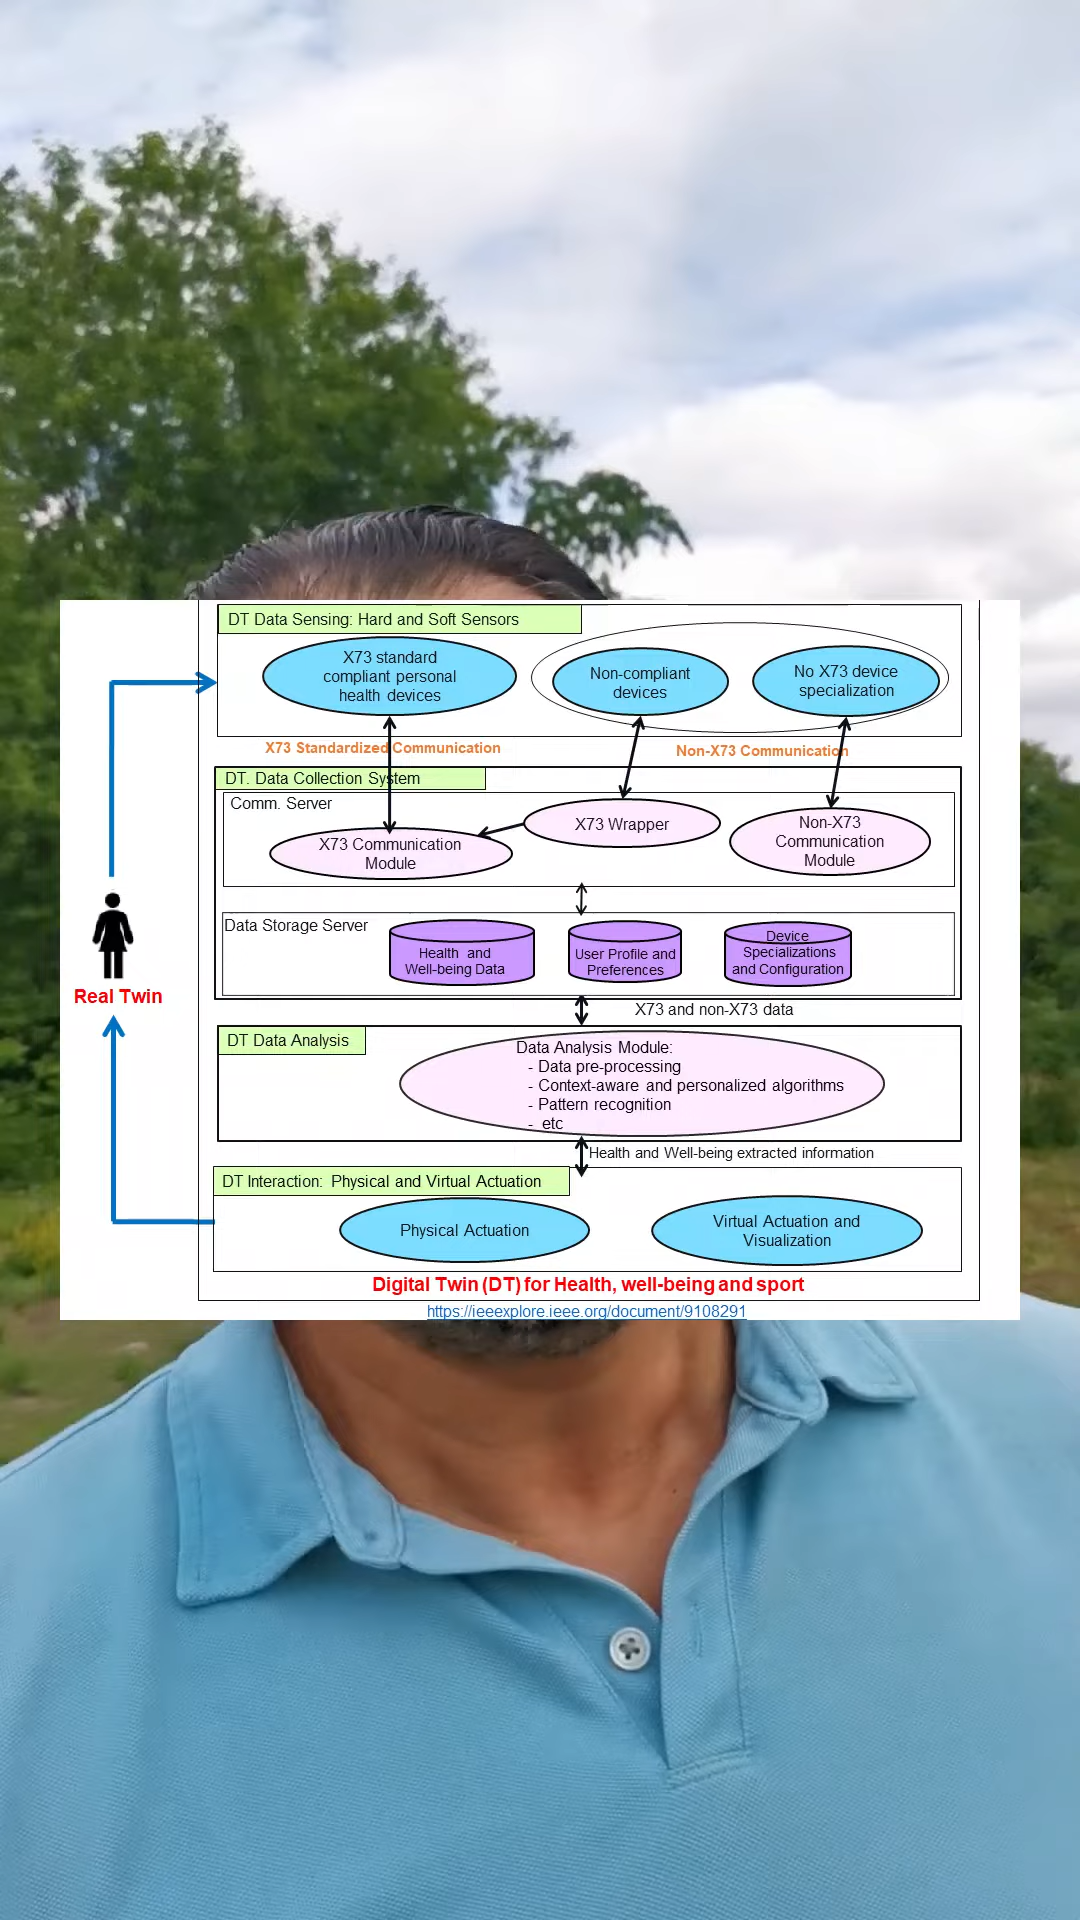 DT Data Sensing: Hard and Soft Sensors
X73 standard
compliant personal
health devices
Non-compliant
devices
No X73 device
specialization
X73 Standardized Communication
Non-X73 Communication
DT. Data Collection System
Comm. Server
X73 Communication
Module
X73 Wrapper
Non-X73
Communication
Module
Data Storage Server
Health and
Well-being Data
User Profile and
Preferences
Device
Specializations
and Configuration
Real Twin
X73 and non-X73 data
DT Data Analysis
Data Analysis Module:
- Data pre-processing
- Context-aware and personalized algorithms
- Pattern recognition
- etc
Health and Well-being extracted information
DT Interaction: Physical and Virtual Actuation
Physical Actuation
Virtual Actuation and
Visualization
Digital Twin (DT) for Health, well-being and sport
https://ieeexplore.ieee.org/document/9108291